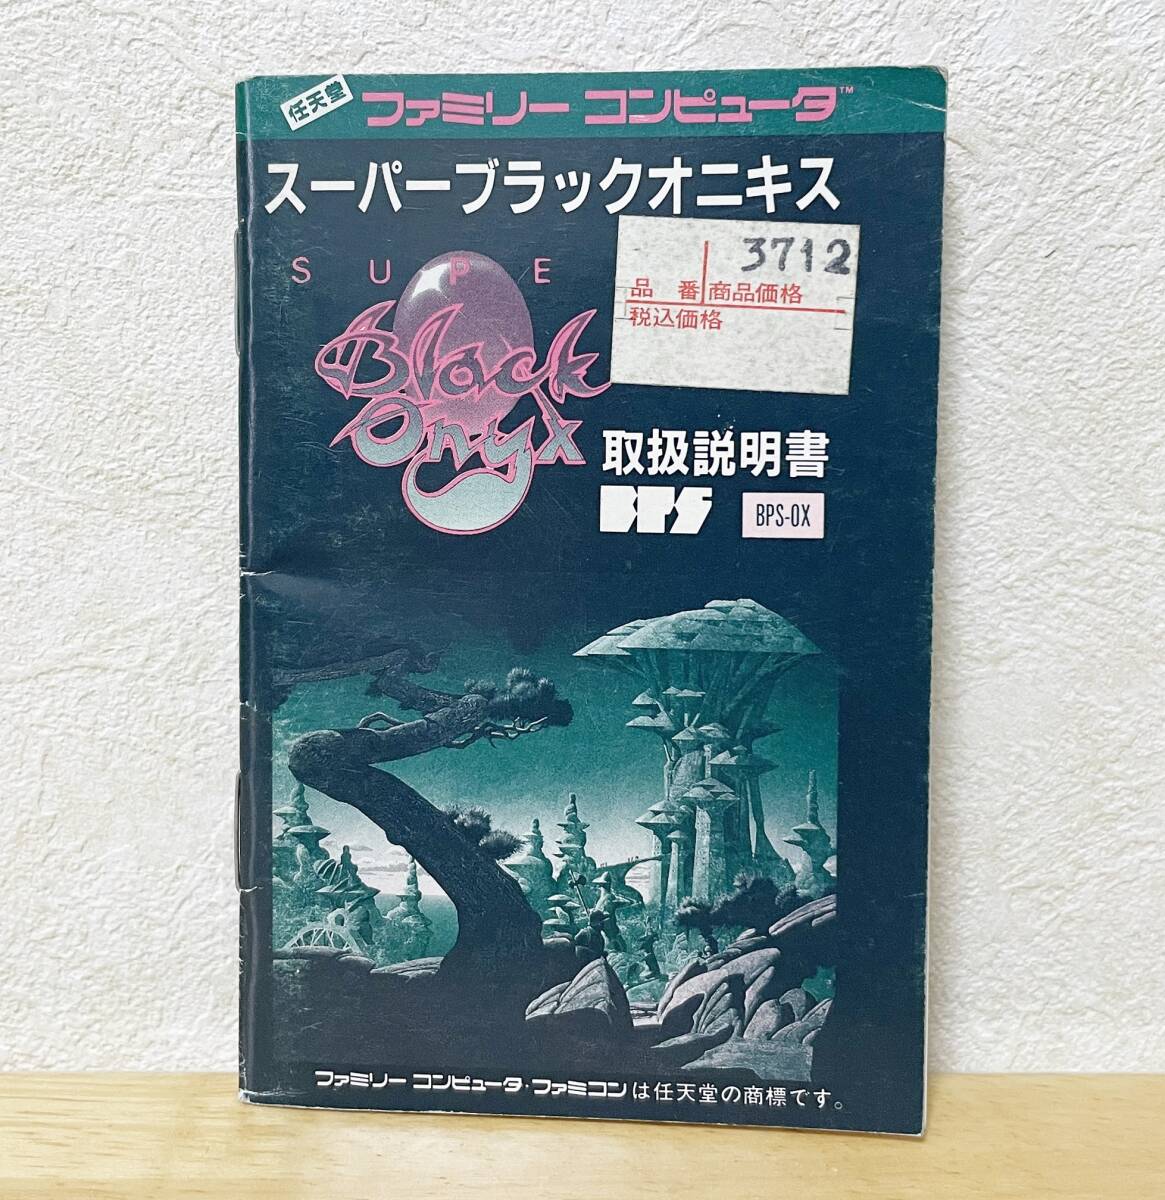 任天堂 ファミリー コンピュータ™
スーパーブラックオニキス
3712
品 番 商品価格
税込価格
SUPE
Black
Onyx
取扱説明書
BPS BPS-OX
ファミリー コンピュータ・ファミコンは任天堂の商標です。